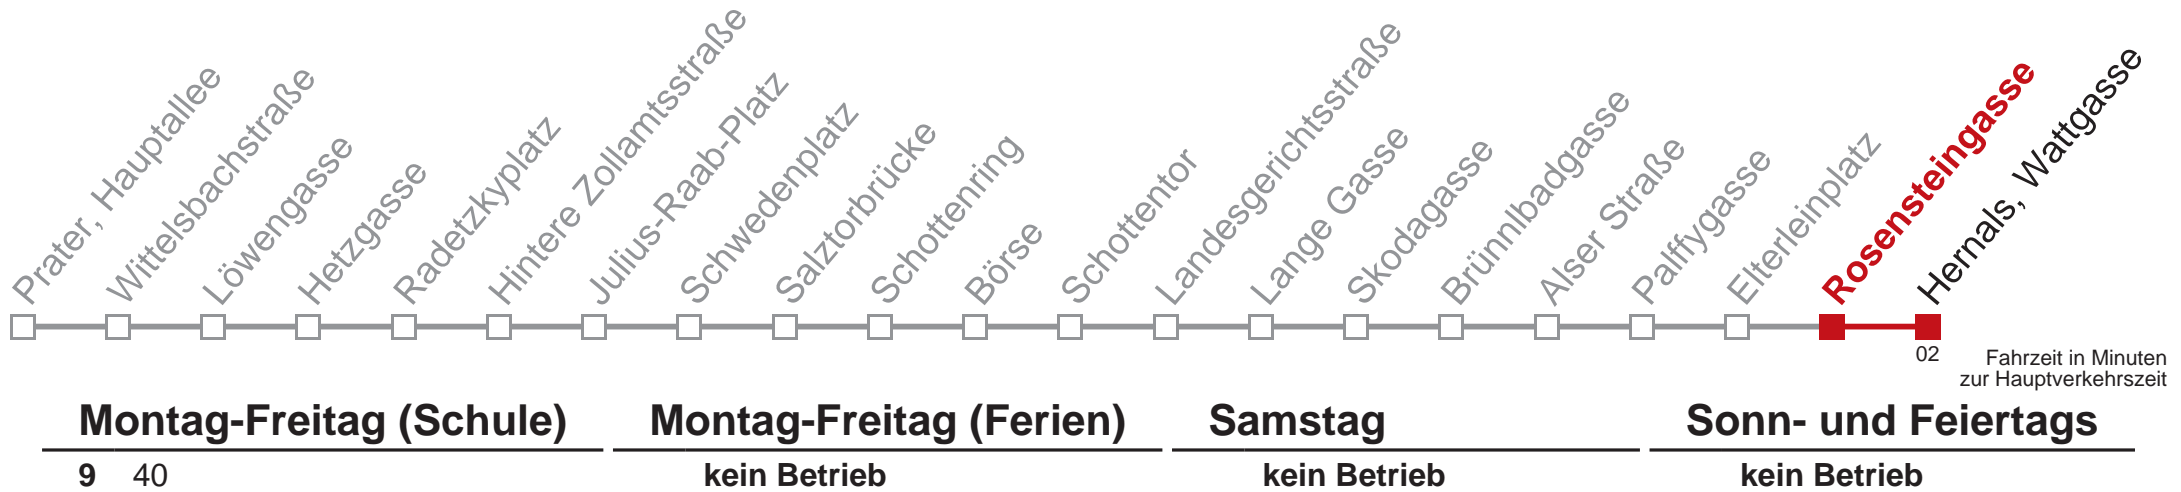 Prater, Hauptallee
Wittelsbachstraße
Löwengasse
Hetzgasse
Radetzkyplatz
Hintere Zollamtsstraße
Julius-Raab-Platz
Schwedenplatz
Salztorbrücke
Schottenring
Börse
Schottentor
Landesgerichtsstraße
Lange Gasse
Skodagasse
Brünnlbadgasse
Alser Straße
Palffygasse
Elterleinplatz
Rosensteingasse
Hernals, Wattgasse
02
Fahrzeit in Minuten
zur Hauptverkehrszeit
Montag-Freitag (Schule) Montag-Freitag (Ferien) Samstag Sonn- und Feiertags
9 40 kein Betrieb kein Betrieb kein Betrieb